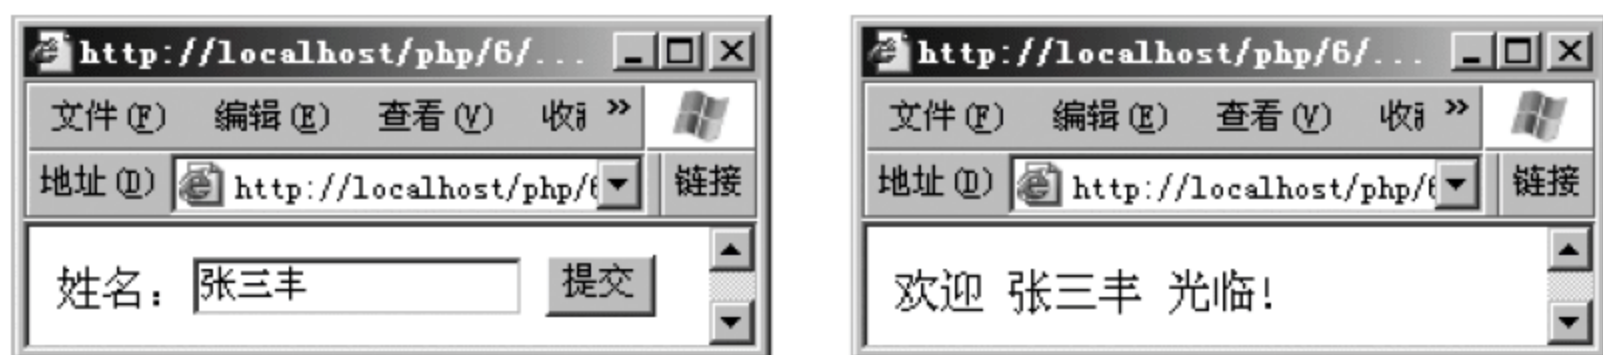 http://localhost/php/6/...
文件(F) 编辑(E) 查看(V) 收 »
地址(D) http://localhost/php/6 链接
姓名： 张三丰 提交
http://localhost/php/6/...
文件(F) 编辑(E) 查看(V) 收 »
地址(D) http://localhost/php/6 链接
欢迎 张三丰 光临!